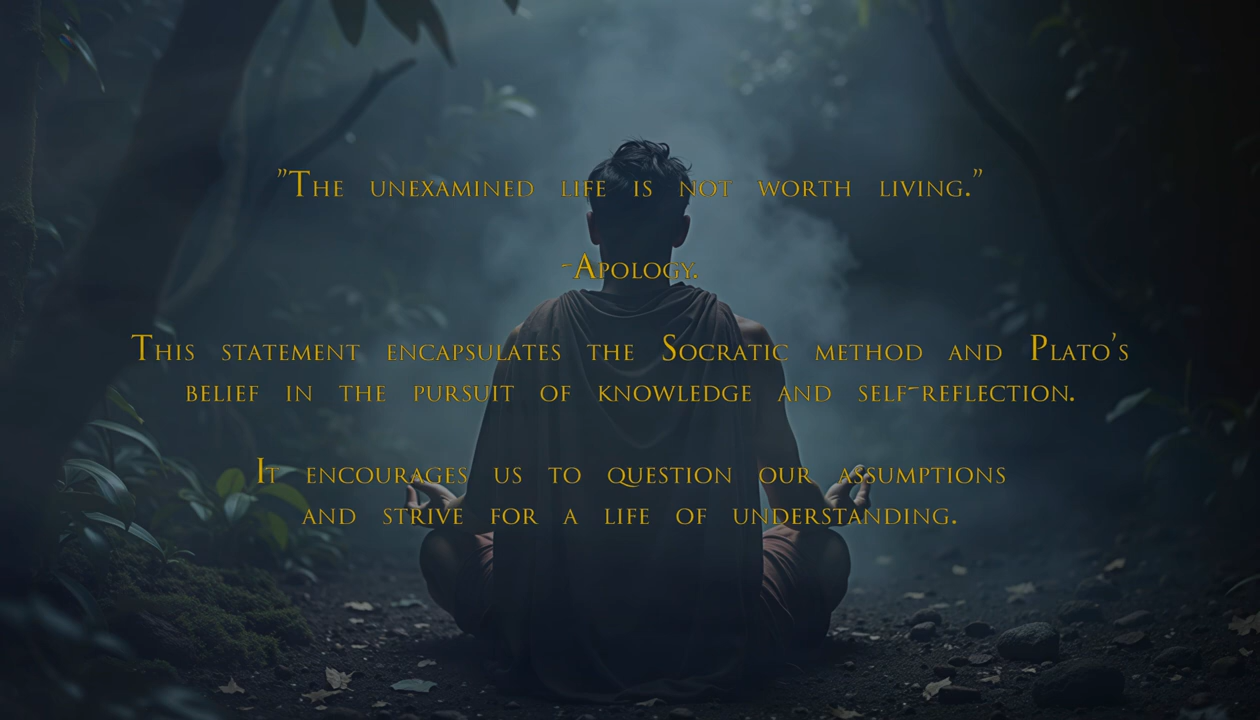 "The unexamined life is not worth living."
-Apology.
This statement encapsulates the Socratic method and Plato's
belief in the pursuit of knowledge and self-reflection.
It encourages us to question our assumptions
and strive for a life of understanding.